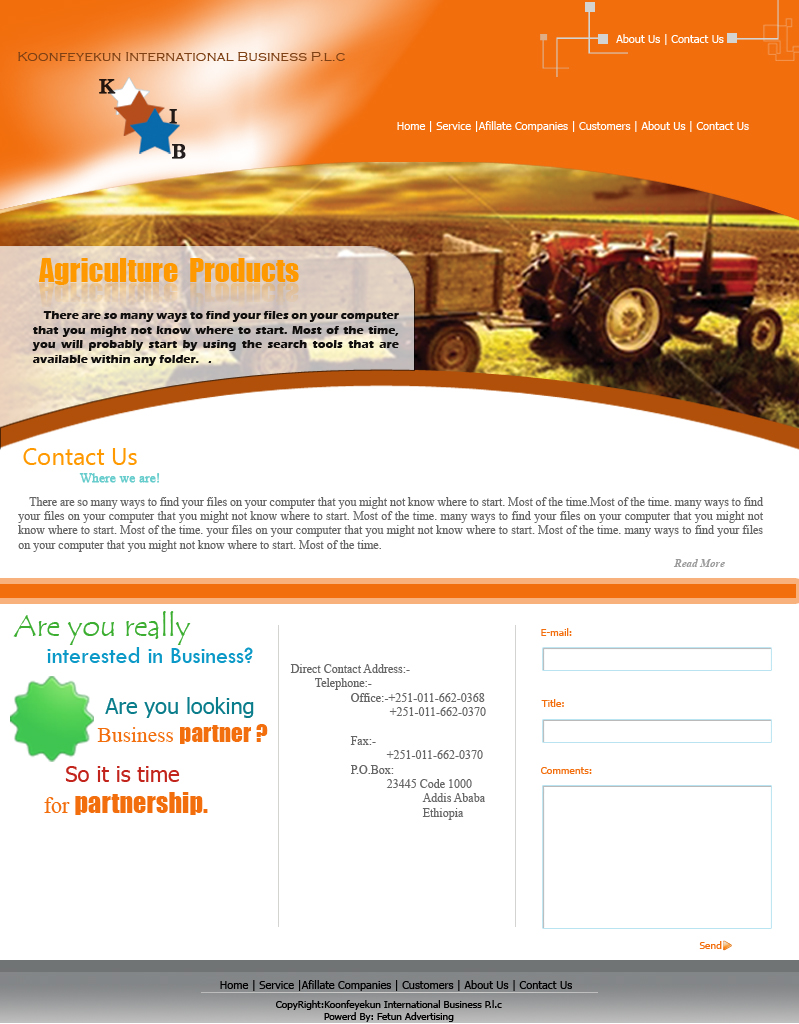 About Us | Contact Us
Koonfeyekun International Business P.l.c
K
I
B
Home | Service |Afillate Companies | Customers | About Us | Contact Us
Agriculture Products
There are so many ways to find your files on your computer
that you might not know where to start. Most of the time,
you will probably start by using the search tools that are
available within any folder. .
Contact Us
Where we are!
There are so many ways to find your files on your computer that you might not know where to start. Most of the time.Most of the time. many ways to find
your files on your computer that you might not know where to start. Most of the time. many ways to find your files on your computer that you might not
know where to start. Most of the time. your files on your computer that you might not know where to start. Most of the time. many ways to find your files
on your computer that you might not know where to start. Most of the time.
Read More
Are you really
interested in Business?
Are you looking
Business partner ?
So it is time
for partnership.
Direct Contact Address:-
Telephone:-
Office:-+251-011-662-0368
+251-011-662-0370
Fax:-
+251-011-662-0370
P.O.Box:
23445 Code 1000
Addis Ababa
Ethiopia
E-mail:
Title:
Comments:
Send
Home | Service |Afillate Companies | Customers | About Us | Contact Us
CopyRight:Koonfeyekun International Business P.l.c
Powerd By: Fetun Advertising